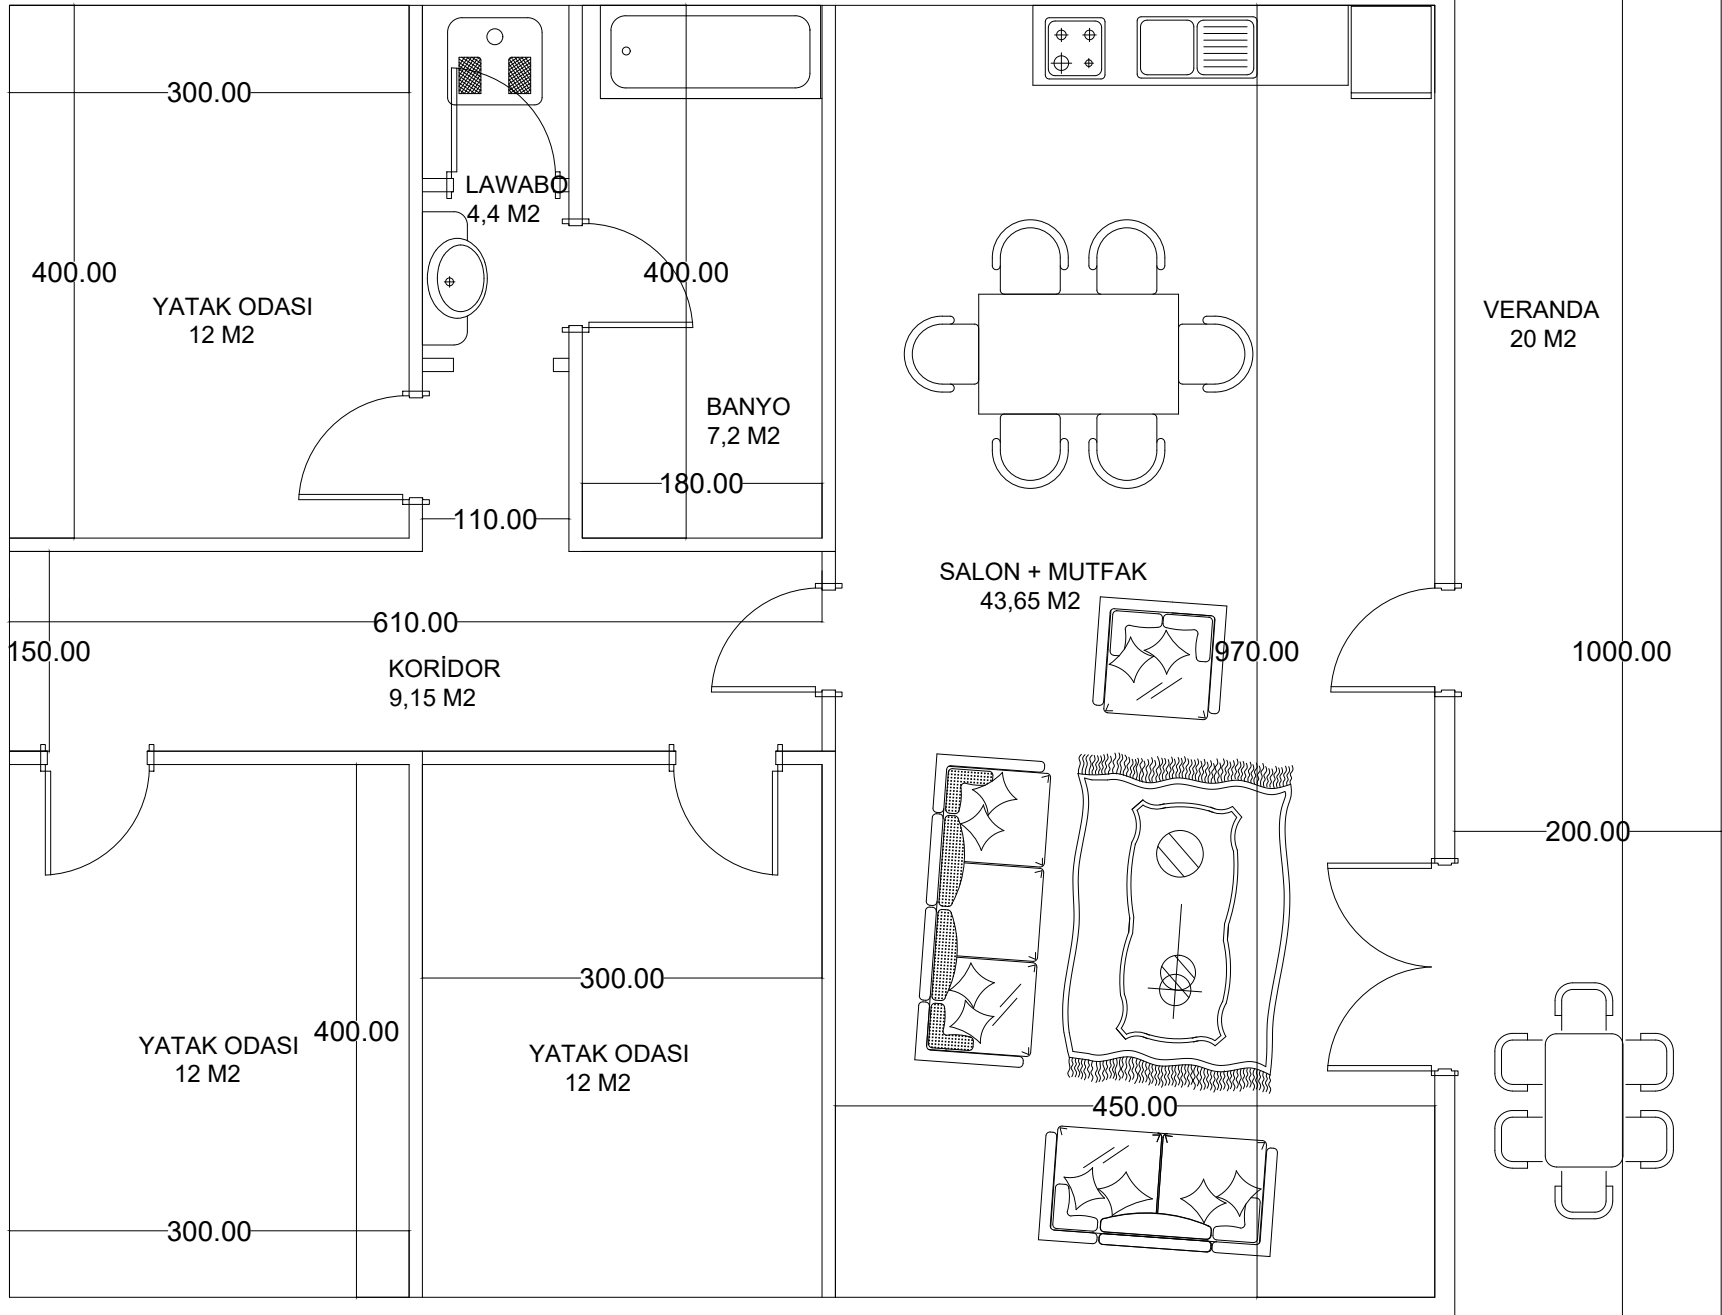 300.00
LAWABO
4,4 M2
400.00
400.00
YATAK ODASI
12 M2
VERANDA
20 M2
BANYO
7,2 M2
180.00
110.00
SALON + MUTFAK
43,65 M2
610.00
150.00
KORİDOR
9,15 M2
970.00
1000.00
200.00
300.00
400.00
YATAK ODASI
12 M2
YATAK ODASI
12 M2
450.00
300.00